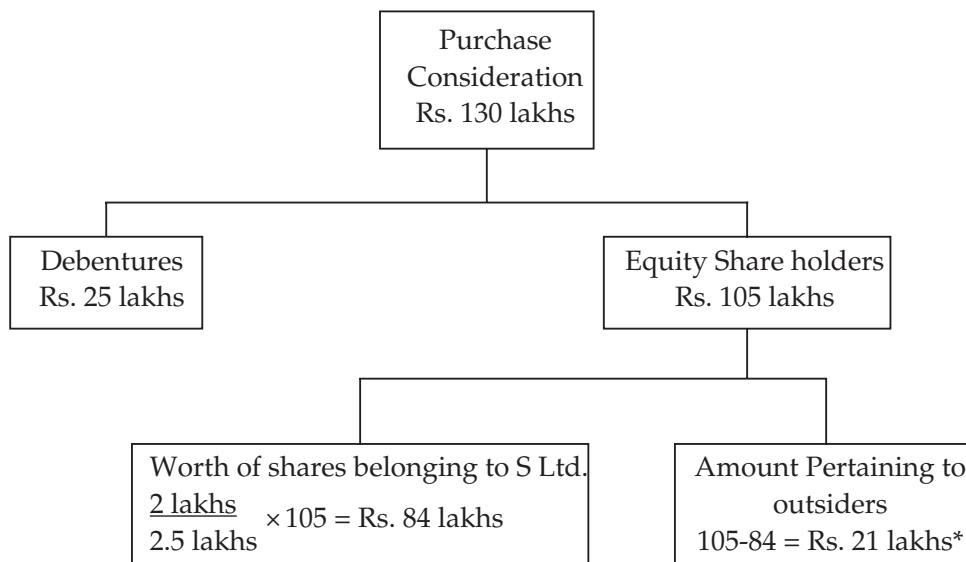 Purchase
Consideration
Rs. 130 lakhs
Debentures
Rs. 25 lakhs
Equity Share holders
Rs. 105 lakhs
Worth of shares belonging to S Ltd.
2 lakhs
2.5 lakhs
× 105 = Rs. 84 lakhs
Amount Pertaining to
outsiders
105-84 = Rs. 21 lakhs*